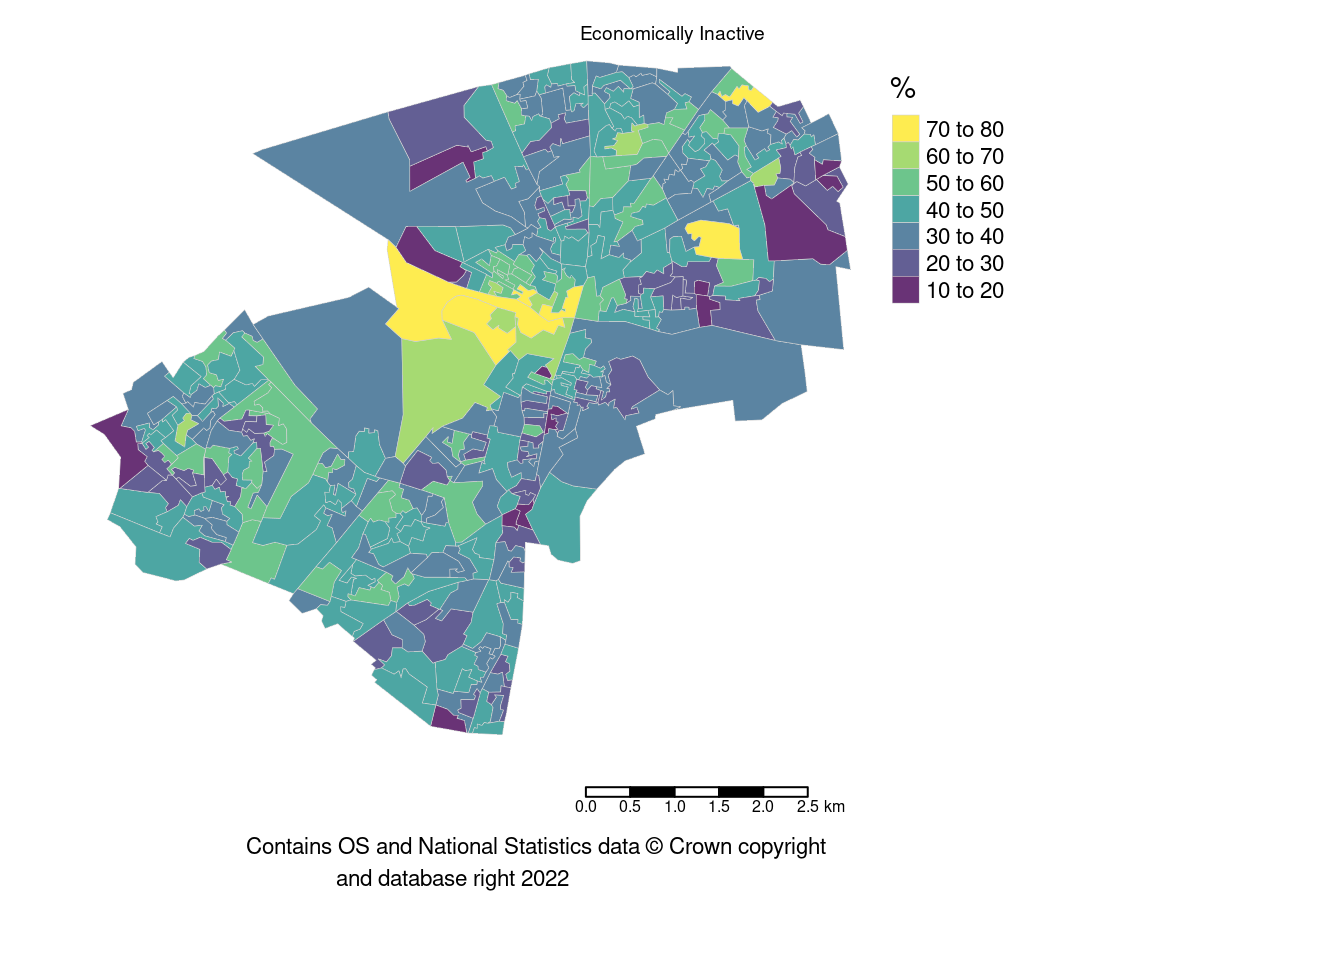 Economically Inactive
%
70 to 80
60 to 70
50 to 60
40 to 50
30 to 40
20 to 30
10 to 20
0.0 0.5 1.0 1.5 2.0 2.5 km
Contains OS and National Statistics data © Crown copyright
and database right 2022